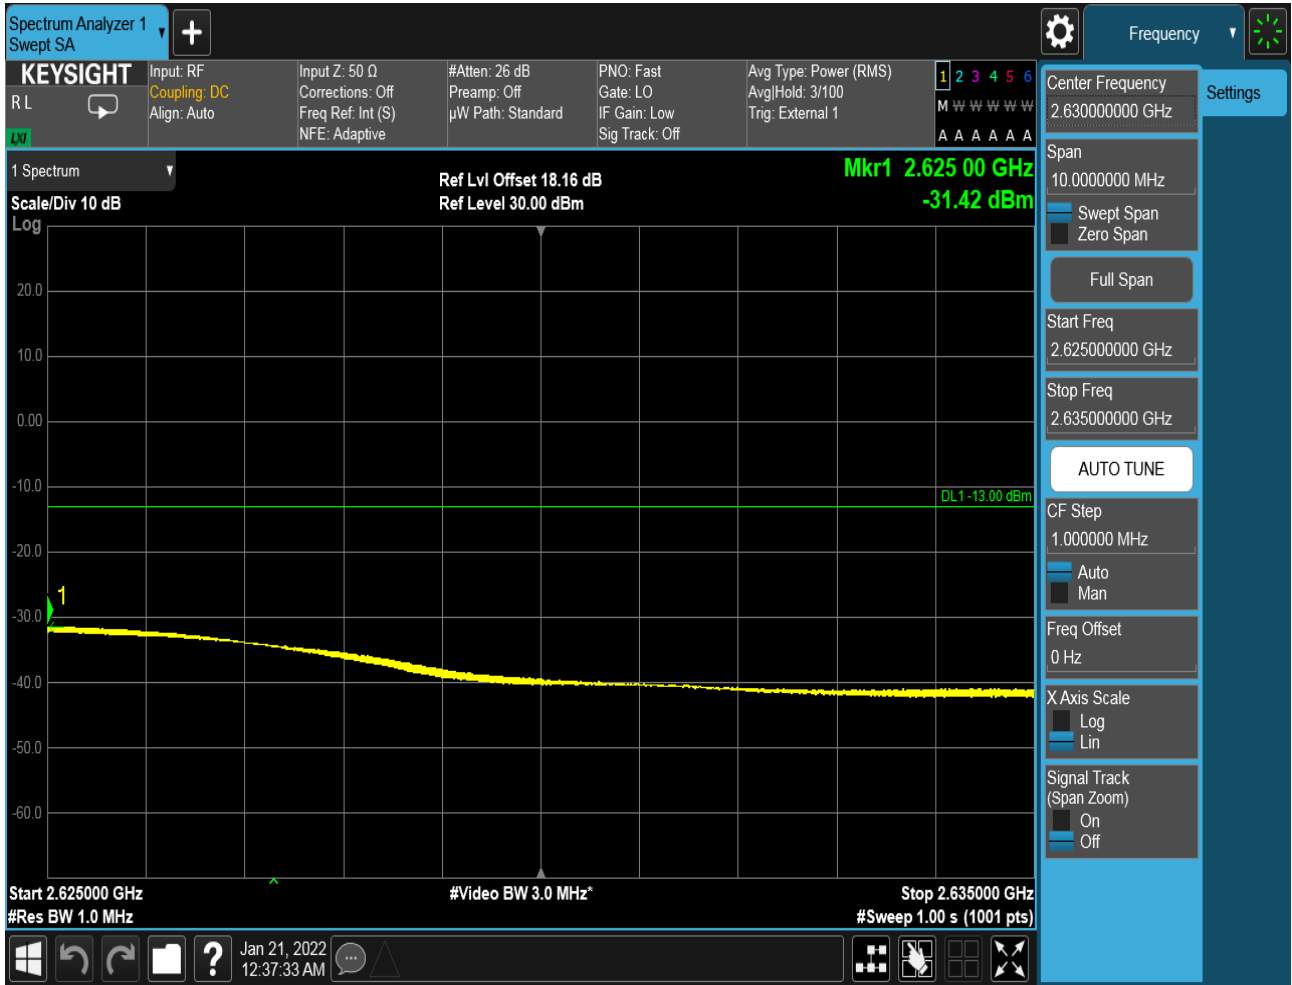 Spectrum Analyzer 1
Swept SA
+
Frequency
KEYSIGHT
R L
LXI
Input: RF
Coupling: DC
Align: Auto
Input Z: 50 Ω
Corrections: Off
Freq Ref: Int (S)
NFE: Adaptive
#Atten: 26 dB
Preamp: Off
µW Path: Standard
PNO: Fast
Gate: LO
IF Gain: Low
Sig Track: Off
Avg Type: Power (RMS)
Avg|Hold: 3/100
Trig: External 1
1 2 3 4 5 6
M W W W W W
A A A A A A
1 Spectrum
Scale/Div 10 dB
Log
Ref Lvl Offset 18.16 dB
Ref Level 30.00 dBm
Mkr1 2.625 00 GHz
-31.42 dBm
20.0
10.0
0.00
-10.0
-20.0
-30.0
-40.0
-50.0
-60.0
DL1 -13.00 dBm
1
Start 2.625000 GHz
#Res BW 1.0 MHz
#Video BW 3.0 MHz*
Stop 2.635000 GHz
#Sweep 1.00 s (1001 pts)
Center Frequency
2.630000000 GHz
Settings
Span
10.0000000 MHz
Swept Span
Zero Span
Full Span
Start Freq
2.625000000 GHz
Stop Freq
2.635000000 GHz
AUTO TUNE
CF Step
1.000000 MHz
Auto
Man
Freq Offset
0 Hz
X Axis Scale
Log
Lin
Signal Track
(Span Zoom)
On
Off
?
Jan 21, 2022
12:37:33 AM